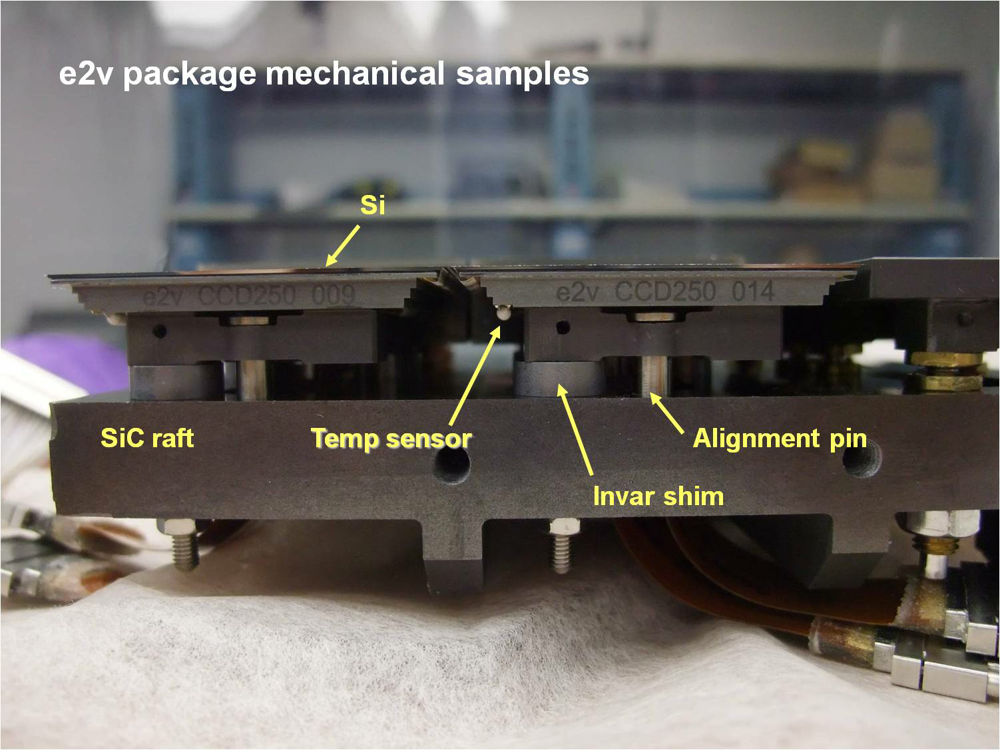 e2v package mechanical samples
Si
e2v CCD250 009
e2v CCD250 014
SiC raft
Temp sensor
Alignment pin
Invar shim